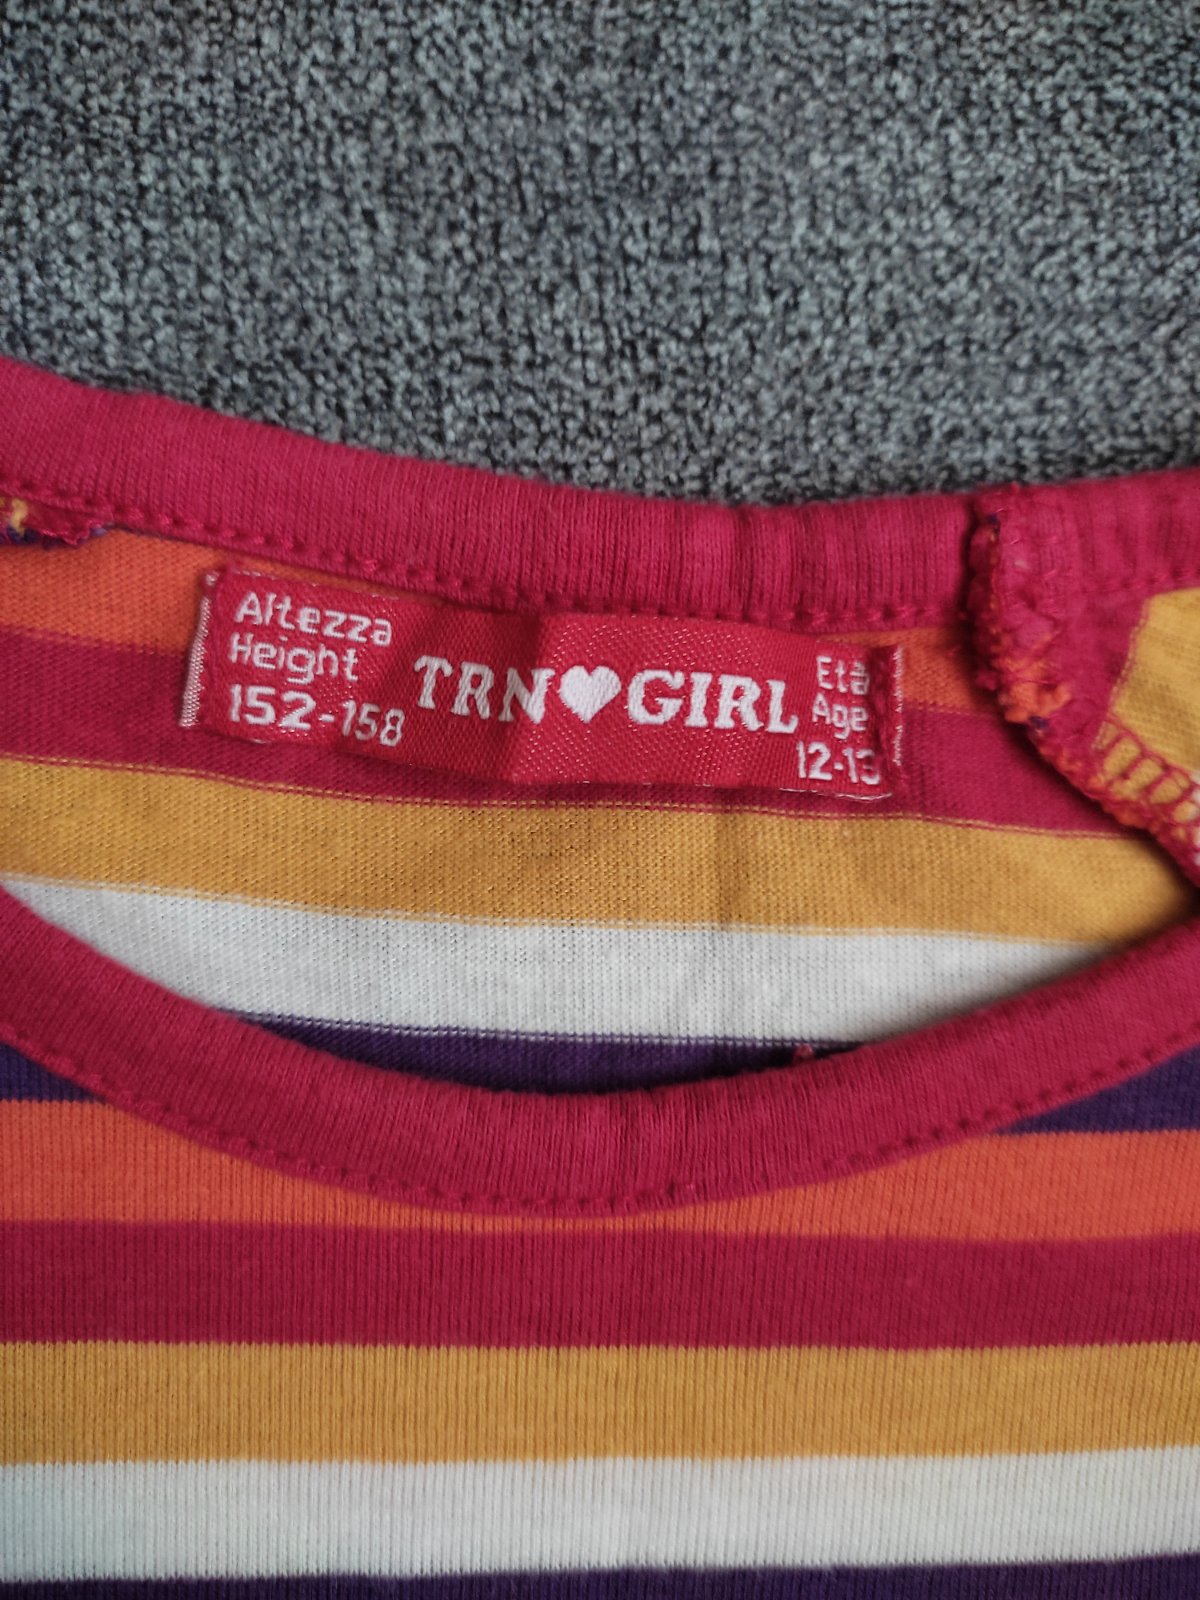 Altezza
Height
152-158
TRN♥GIRL
Età
Age
12-13